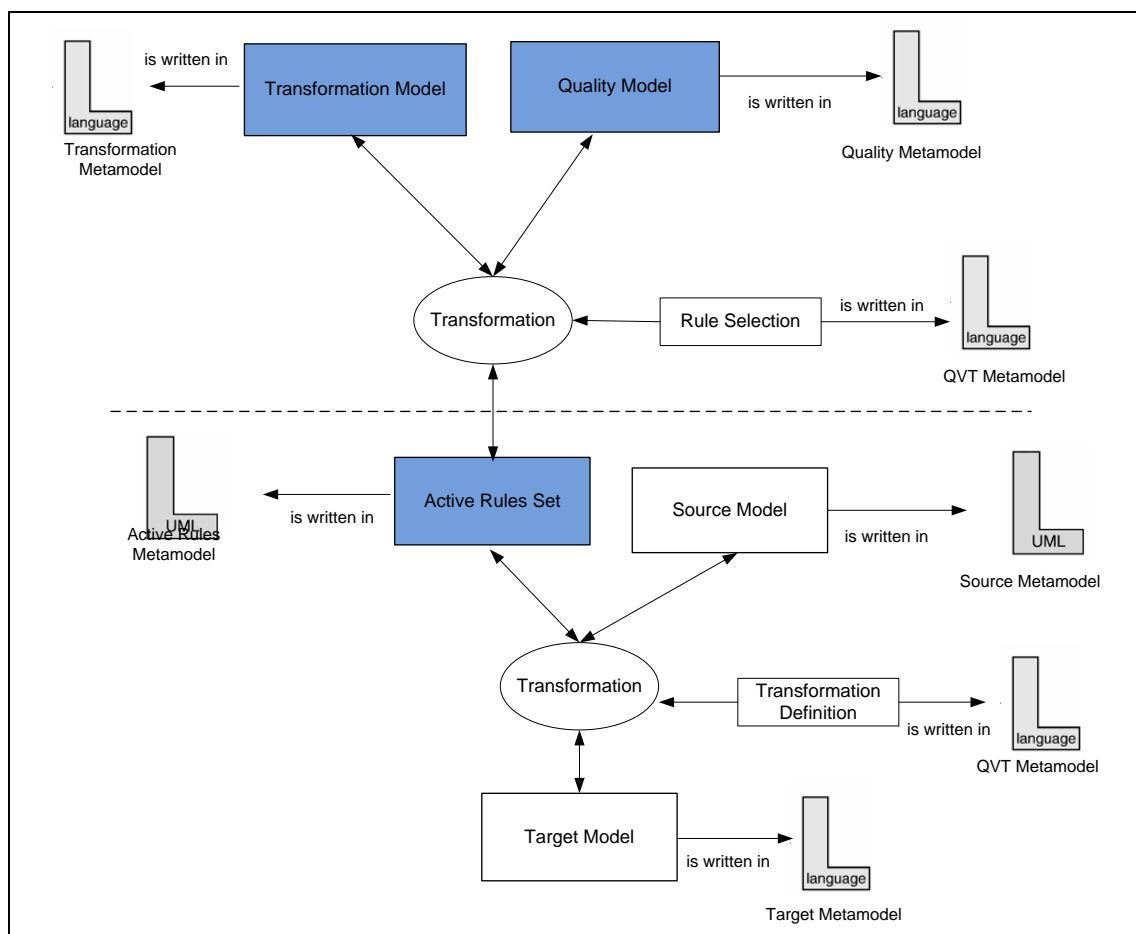 is written in
Transformation Model
Quality Model
is written in
language
Transformation
Metamodel
language
Quality Metamodel
Transformation
Rule Selection
is written in
language
QVT Metamodel
Active Rules Set
is written in
UML
Active Rules
Metamodel
Source Model
is written in
UML
Source Metamodel
Transformation
Transformation
Definition
is written in
language
QVT Metamodel
Target Model
is written in
language
Target Metamodel